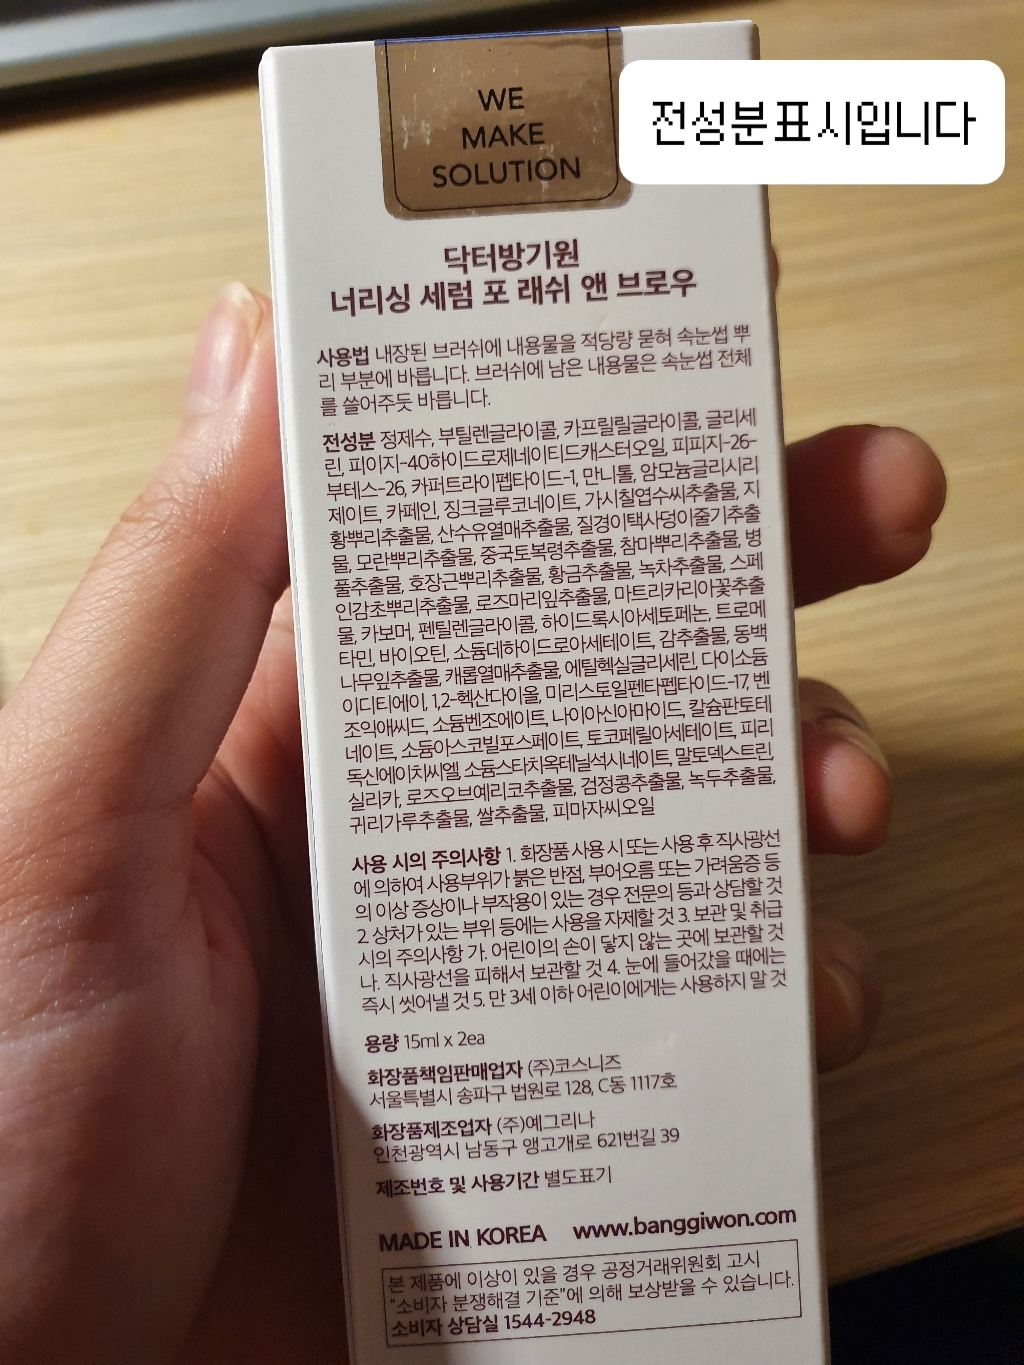 WE
MAKE
SOLUTION
전성분표시입니다
닥터방기원
너리싱 세럼 포 래쉬 앤 브로우
사용법 내장된 브러쉬에 내용물을 적당량 묻혀 속눈썹 뿌
리 부분에 바릅니다. 브러쉬에 남은 내용물은 속눈썹 전체
를 쓸어주듯 바릅니다.
전성분 정제수, 부틸렌글라이콜, 카프릴릴글라이콜, 글리세
린, 피이지-40하이드로제네이티드캐스터오일, 피피지-26-
부테스-26, 카퍼트라이펩타이드-1, 만니톨, 암모늄글리시리
제이트, 카페인, 징크글루코네이트, 가시칠엽수씨추출물, 지
황뿌리추출물, 산수유열매추출물, 질경이택사덩이줄기추출
물, 모란뿌리추출물, 중국토복령추출물, 참마뿌리추출물, 병
풀추출물, 호장근뿌리추출물, 황금추출물, 녹차추출물, 스페
인감초뿌리추출물, 로즈마리잎추출물, 마트리카리아꽃추출
물, 카보머, 펜틸렌글라이콜, 하이드록시아세토페논, 트로메
타민, 바이오틴, 소듐데하이드로아세테이트, 감추출물, 동백
나무잎추출물, 캐롭열매추출물, 에틸헥실글리세린, 다이소듐
이디티에이, 1,2-헥산다이올, 미리스토일펜타펩타이드-17, 벤
조익애씨드, 소듐벤조에이트, 나이아신아마이드, 칼슘판토테
네이트, 소듐아스코빌포스페이트, 토코페릴아세테이트, 피리
독신에이치씨엘, 소듐스타치옥테닐석시네이트, 말토덱스트린,
실리카, 로즈오브예리코추출물, 검정콩추출물, 녹두추출물,
귀리가루추출물, 쌀추출물, 피마자씨오일
사용 시의 주의사항 1. 화장품 사용 시 또는 사용 후 직사광선
에 의하여 사용부위가 붉은 반점, 부어오름 또는 가려움증 등
의 이상 증상이나 부작용이 있는 경우 전문의 등과 상담할 것
2. 상처가 있는 부위 등에는 사용을 자제할 것 3. 보관 및 취급
시의 주의사항 가. 어린이의 손이 닿지 않는 곳에 보관할 것
나. 직사광선을 피해서 보관할 것 4. 눈에 들어갔을 때에는
즉시 씻어낼 것 5. 만 3세 이하 어린이에게는 사용하지 말 것
용량 15ml x 2ea
화장품책임판매업자 (주)코스니즈
서울특별시 송파구 법원로 128, C동 1117호
화장품제조업자 (주)예그리나
인천광역시 남동구 앵고개로 621번길 39
제조번호 및 사용기간 별도표기
MADE IN KOREA www.banggiwon.com
본 제품에 이상이 있을 경우 공정거래위원회 고시
"소비자 분쟁해결 기준"에 의해 보상받을 수 있습니다.
소비자 상담실 1544-2948